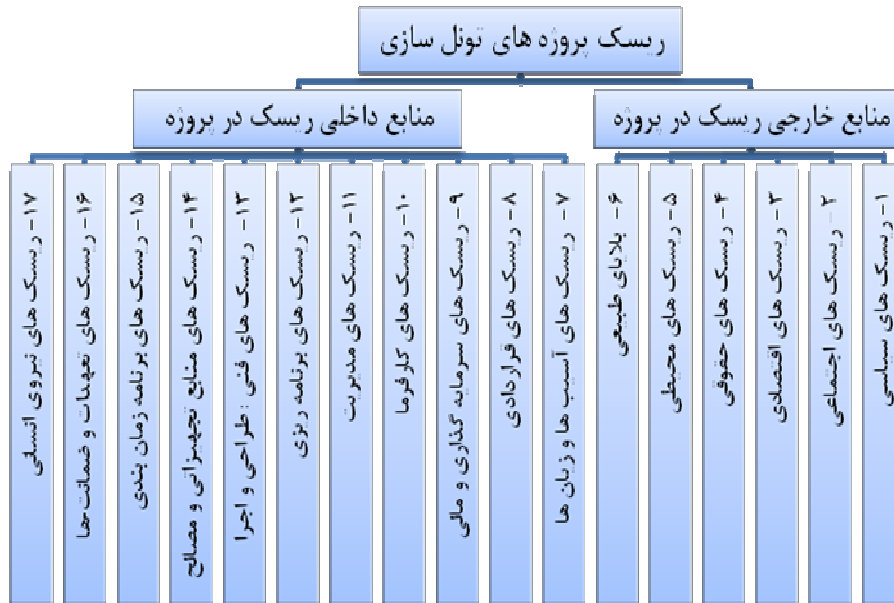 ریسک پروژه های تونل سازی
منابع خارجی ریسک در پروژه
منابع داخلی ریسک در پروژه
۱- ریسک های سیاسی
۲- ریسک های اجتماعی
۳- ریسک های اقتصادی
۴- ریسک های حقوقی
۵- ریسک های محیطی
۶- بلایای طبیعی
۷- ریسک های آسیب ها و زیان ها
۸- ریسک های قراردادی
۹- ریسک های سرمایه گذاری و مالی
۱۰- ریسک های کارفرما
۱۱- ریسک های مدیریت
۱۲- ریسک های برنامه ریزی
۱۳- ریسک های فنی :طراحی و اجرا
۱۴- ریسک های منابع تجهیزاتی و مصالح
۱۵- ریسک های برنامه زمان بندی
۱۶- ریسک های تعهدات و ضمانت ها
۱۷- ریسک های نیروی انسانی